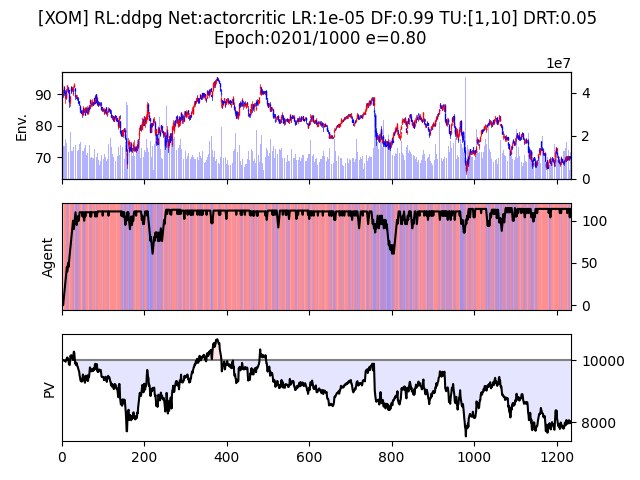 [XOM] RL:ddpg Net:actorcritic LR:1e-05 DF:0.99 TU:[1,10] DRT:0.05
Epoch:0201/1000 e=0.80
1e7
Env.
90
80
70
4
2
0
Agent
100
50
0
PV
10000
8000
0 200 400 600 800 1000 1200